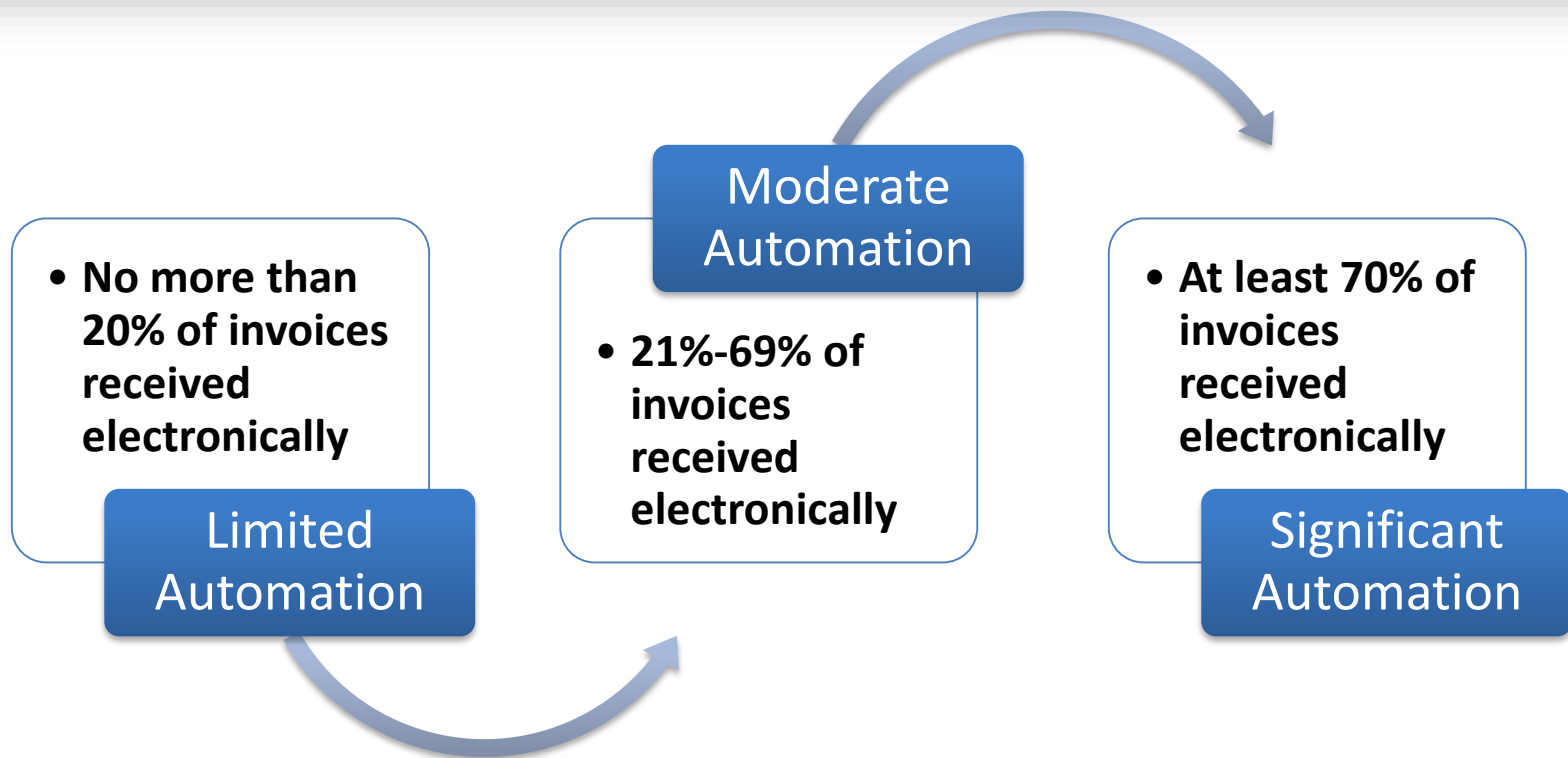 • No more than
20% of invoices
received
electronically
Limited
Automation
Moderate
Automation
• 21%-69% of
invoices
received
electronically
• At least 70% of
invoices
received
electronically
Significant
Automation